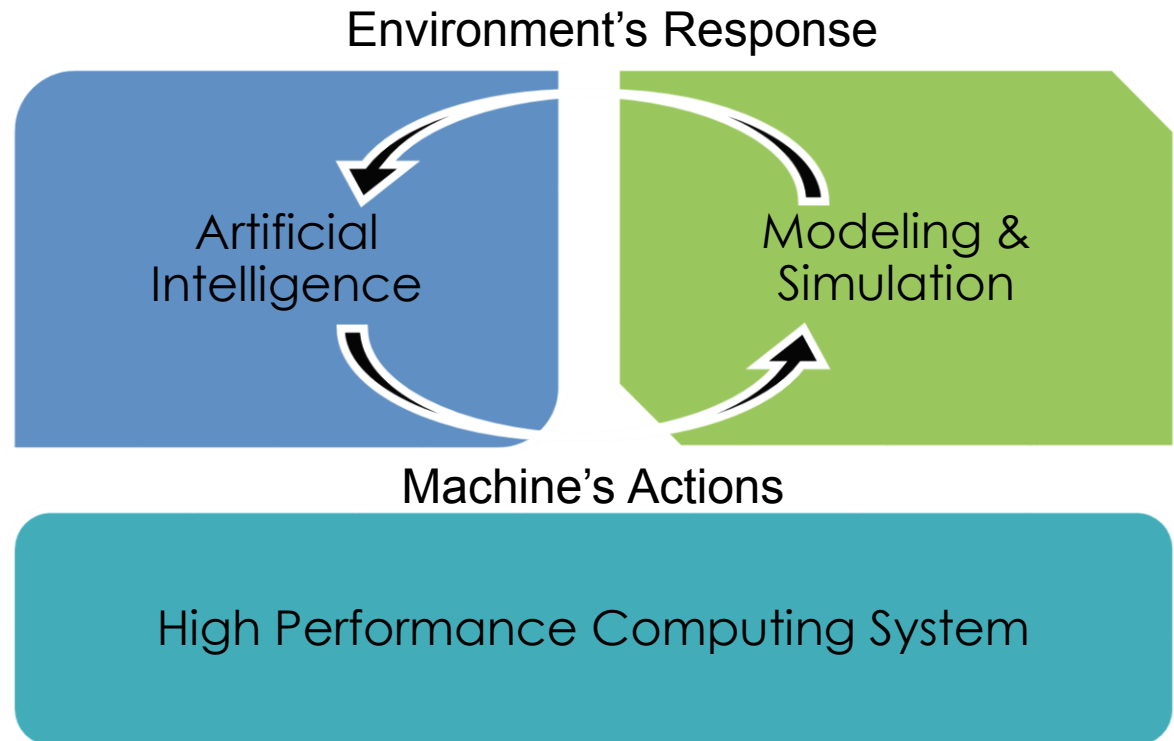 Environment’s Response
Artificial
Intelligence
Modeling &
Simulation
Machine’s Actions
High Performance Computing System